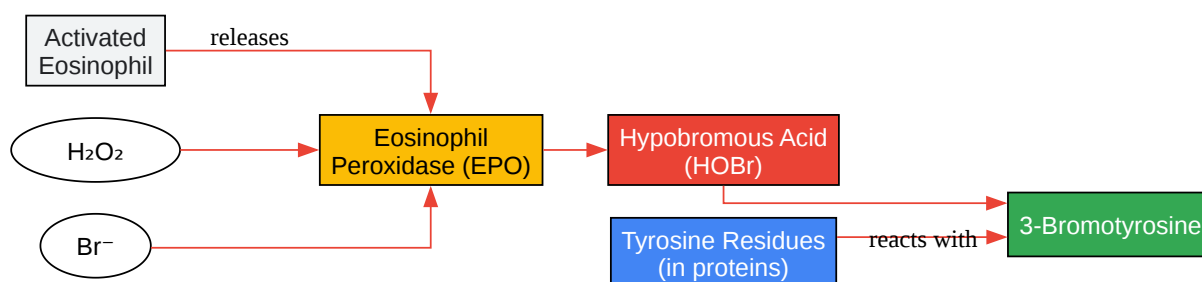 Activated
Eosinophil
releases
H₂O₂
Eosinophil
Peroxidase (EPO)
Hypobromous Acid
(HOBr)
Br⁻
Tyrosine Residues
(in proteins)
reacts with
3-Bromotyrosine